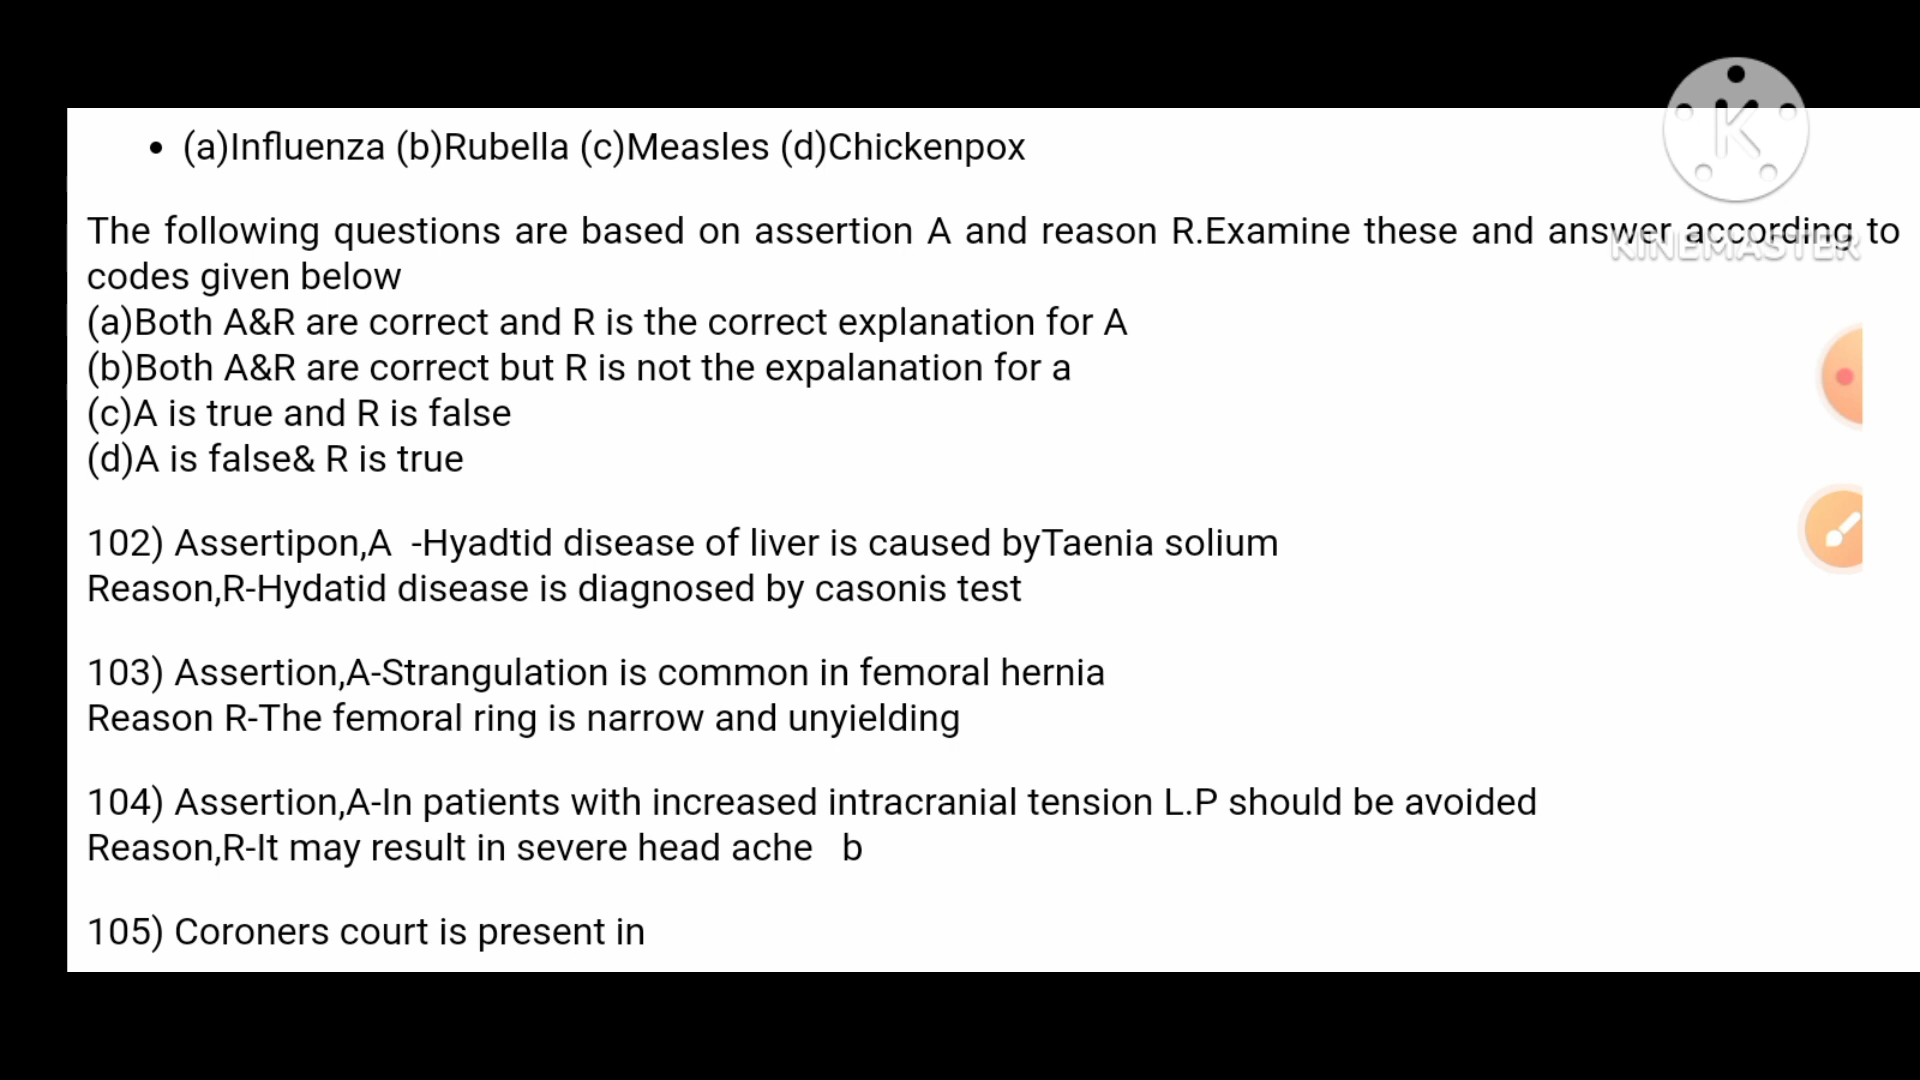 • (a)Influenza (b)Rubella (c)Measles (d)Chickenpox
The following questions are based on assertion A and reason R.Examine these and answer according to
codes given below
(a)Both A&R are correct and R is the correct explanation for A
(b)Both A&R are correct but R is not the expalanation for a
(c)A is true and R is false
(d)A is false& R is true
102) Assertipon,A -Hyadtid disease of liver is caused byTaenia solium
Reason,R-Hydatid disease is diagnosed by casonis test
103) Assertion,A-Strangulation is common in femoral hernia
Reason R-The femoral ring is narrow and unyielding
104) Assertion,A-In patients with increased intracranial tension L.P should be avoided
Reason,R-It may result in severe head ache b
105) Coroners court is present in
K
KINEMASTER